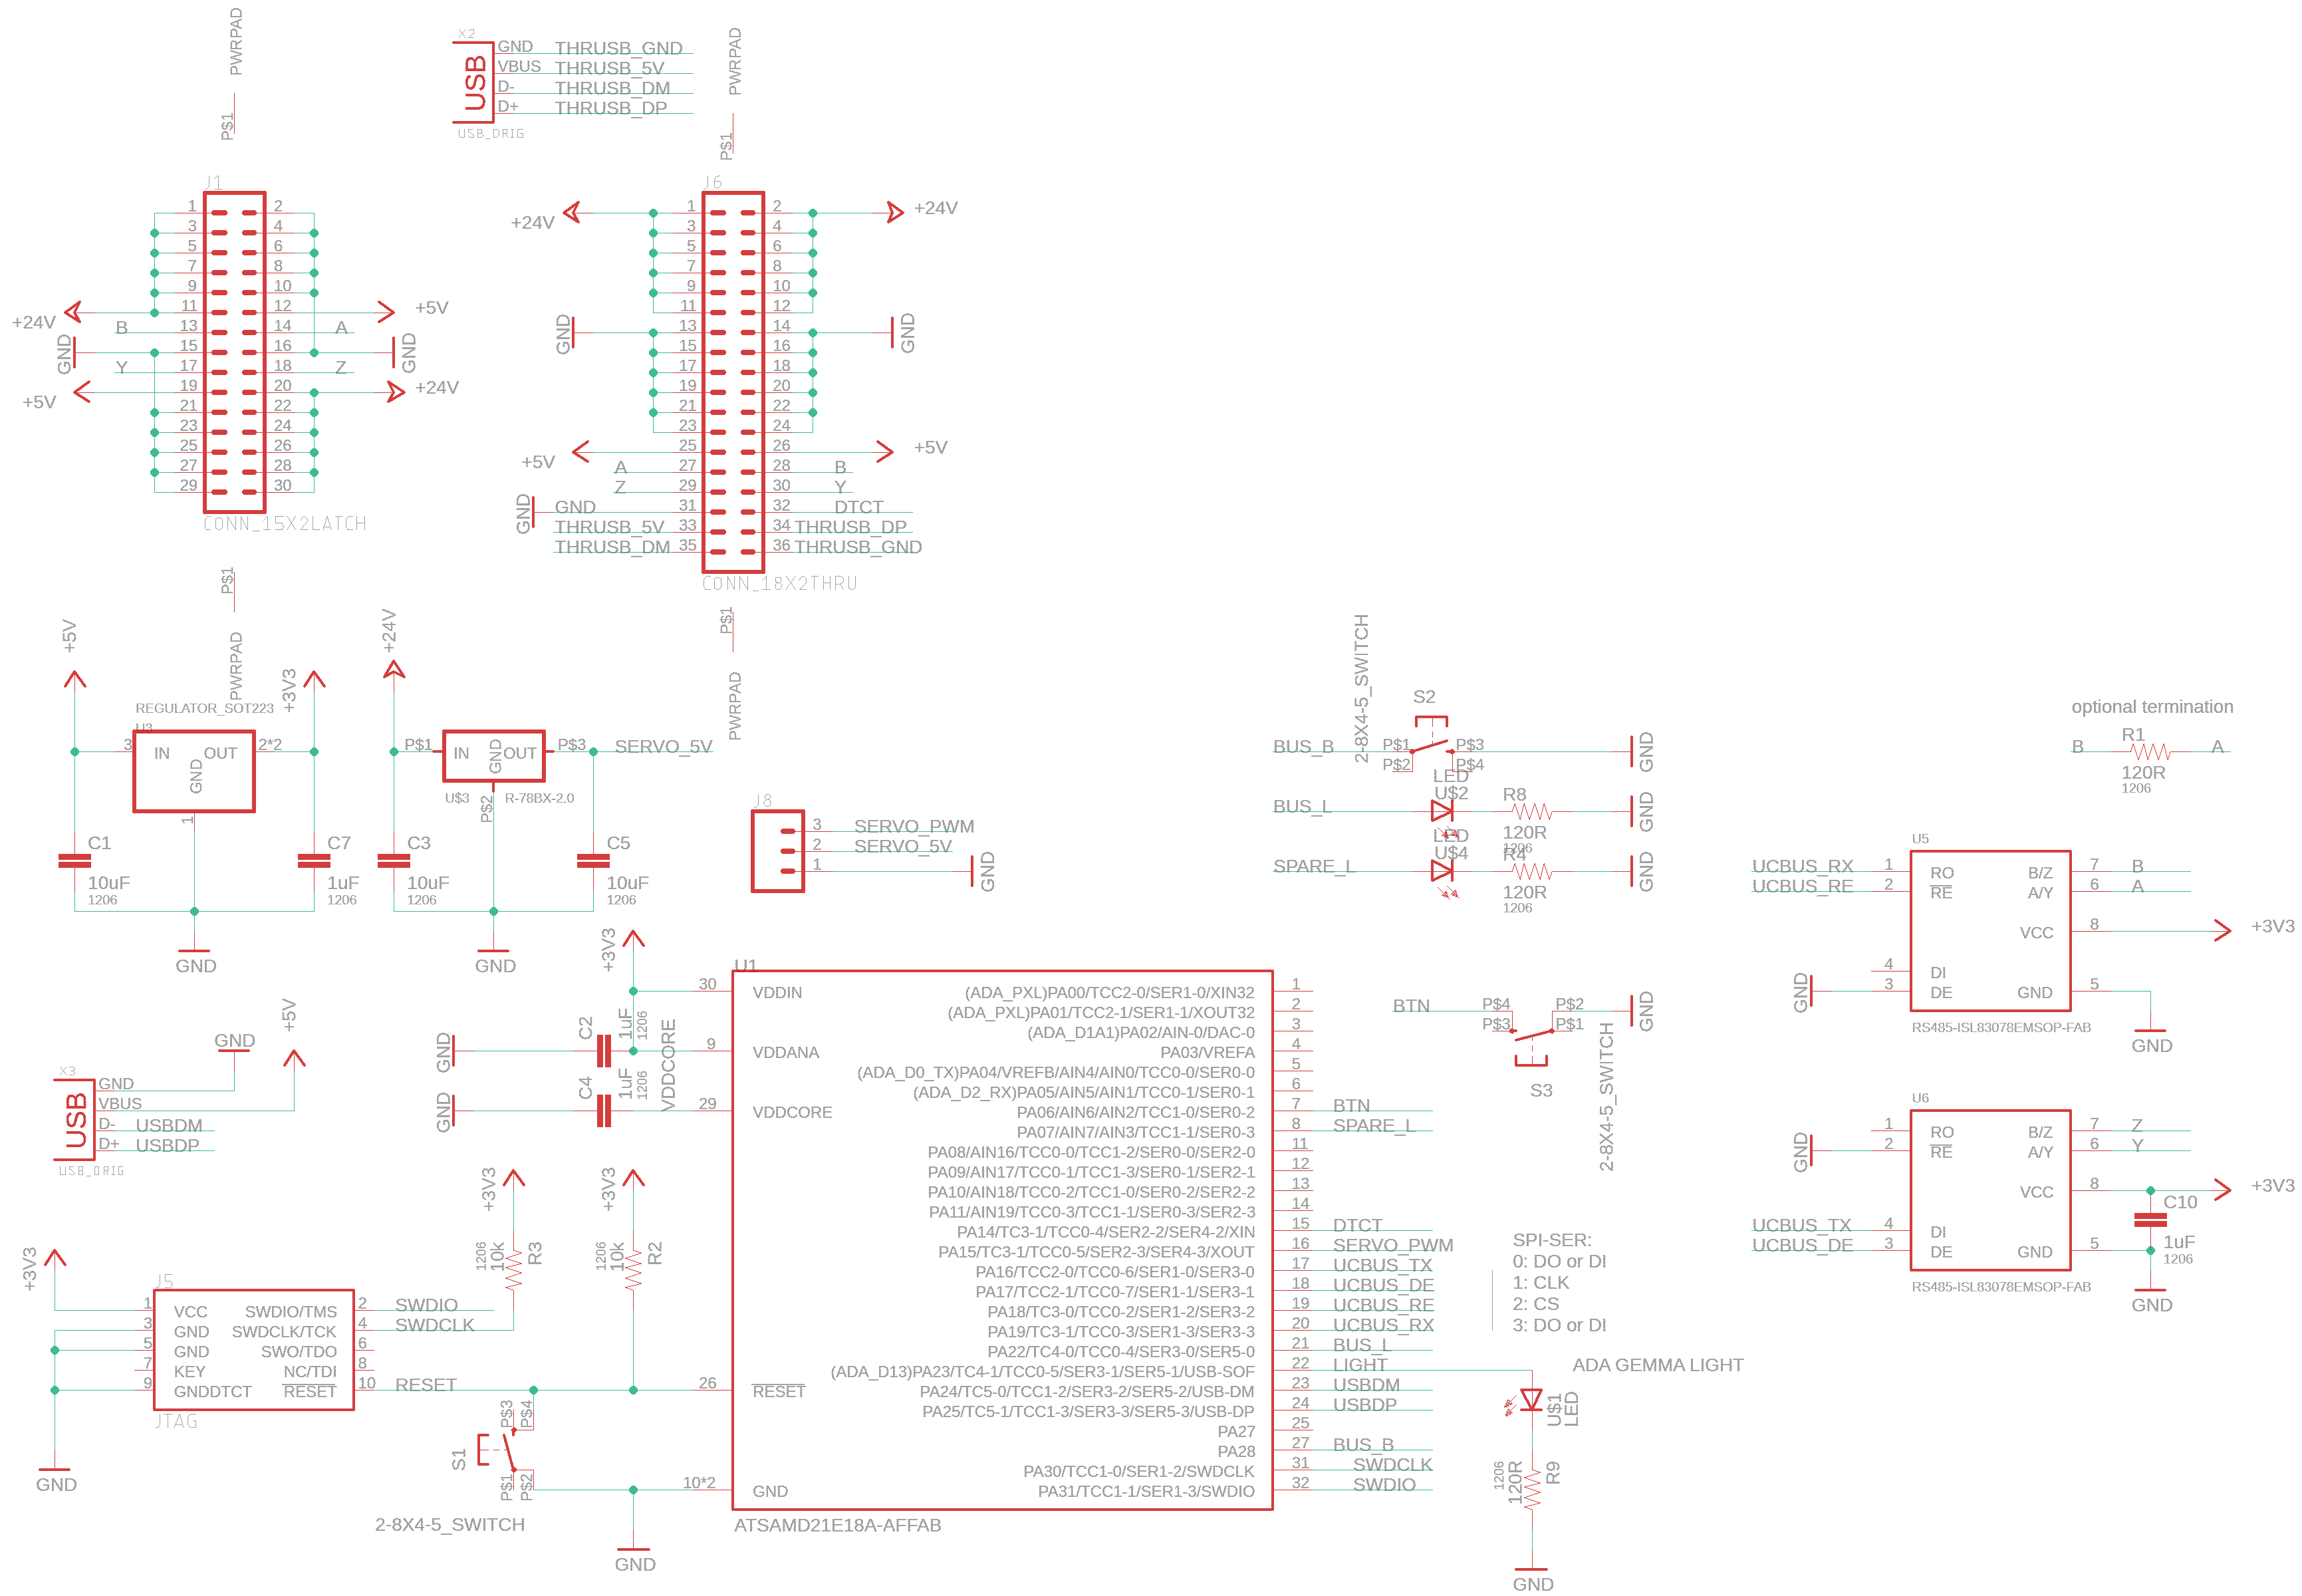 PWRPAD
P$1
X2
USB
GND THRUSB_GND
VBUS THRUSB_5V
D- THRUSB_DM
D+ THRUSB_DP
USB_DRIG
PWRPAD
P$1
J1
1 2
3 4
5 6
7 8
9 10
+24V 11 12 +5V
B 13 14 A
GND 15 16 GND
Y 17 18 Z
+5V 19 20 +24V
21 22
23 24
25 26
27 28
29 30
CONN_15X2LATCH
P$1
PWRPAD
J6
+24V 1 2 +24V
3 4
5 6
7 8
9 10
11 12
GND 13 14 GND
15 16
17 18
19 20
21 22
23 24
+5V 25 26 +5V
A 27 28 B
Z 29 30 Y
GND GND 31 32 DTCT
THRUSB_5V 33 34 THRUSB_DP
THRUSB_DM 35 36 THRUSB_GND
CONN_18X2THRU
P$1
PWRPAD
+5V
REGULATOR_SOT223
U3
+3V3
3 IN OUT 2*2
GND
1
C1
10uF
1206
C7
1uF
1206
GND
+24V
P$1 IN GND OUT P$3 SERVO_5V
U$3 P$2 R-78BX-2.0
C3
10uF
1206
C5
10uF
1206
GND
J8
3 SERVO_PWM
2 SERVO_5V
1 GND
2-8X4-5_SWITCH
S2
BUS_B P$1 P$3 GND
P$2 P$4
LED
U$2
BUS_L R8 GND
120R
1206
LED
U$4
SPARE_L R4 GND
120R
1206
optional termination
B R1 A
120R
1206
U5
UCBUS_RX 1 RO B/Z 7 B
UCBUS_RE 2 RE A/Y 6 A
VCC 8 +3V3
4 DI
GND 3 DE GND 5
RS485-ISL83078EMSOP-FAB
GND
U6
1 RO B/Z 7 Z
GND 2 RE A/Y 6 Y
VCC 8 +3V3
C10
1uF
1206
UCBUS_TX 4 DI
UCBUS_DE 3 DE GND 5
RS485-ISL83078EMSOP-FAB
GND
BTN P$4 P$2 GND
P$3 P$1
S3
2-8X4-5_SWITCH
X3
USB
GND
VBUS
D- USBDM
D+ USBDP
USB_DRIG
GND
+5V
+3V3
GND C2 1uF 1206
GND C4 1uF 1206
VDDCORE
U1
30 VDDIN
9 VDDANA
29 VDDCORE
26 RESET
10*2 GND
(ADA_PXL)PA00/TCC2-0/SER1-0/XIN32 1
(ADA_PXL)PA01/TCC2-1/SER1-1/XOUT32 2
(ADA_D1A1)PA02/AIN-0/DAC-0 3
PA03/VREFA 4
(ADA_D0_TX)PA04/VREFB/AIN4/AIN0/TCC0-0/SER0-0 5
(ADA_D2_RX)PA05/AIN5/AIN1/TCC0-1/SER0-1 6
PA06/AIN6/AIN2/TCC1-0/SER0-2 7 BTN
PA07/AIN7/AIN3/TCC1-1/SER0-3 8 SPARE_L
PA08/AIN16/TCC0-0/TCC1-2/SER0-0/SER2-0 11
PA09/AIN17/TCC0-1/TCC1-3/SER0-1/SER2-1 12
PA10/AIN18/TCC0-2/TCC1-0/SER0-2/SER2-2 13
PA11/AIN19/TCC0-3/TCC1-1/SER0-3/SER2-3 14
PA14/TC3-1/TCC0-4/SER2-2/SER4-2/XIN 15 DTCT
PA15/TC3-1/TCC0-5/SER2-3/SER4-3/XOUT 16 SERVO_PWM
PA16/TCC2-0/TCC0-6/SER1-0/SER3-0 17 UCBUS_TX
PA17/TCC2-1/TCC0-7/SER1-1/SER3-1 18 UCBUS_DE
PA18/TC3-0/TCC0-2/SER1-2/SER3-2 19 UCBUS_RE
PA19/TC3-1/TCC0-3/SER1-3/SER3-3 20 UCBUS_RX
PA22/TC4-0/TCC0-4/SER3-0/SER5-0 21 BUS_L
(ADA_D13)PA23/TC4-1/TCC0-5/SER3-1/SER5-1/USB-SOF 22 LIGHT
PA24/TC5-0/TCC1-2/SER3-2/SER5-2/USB-DM 23 USBDM
PA25/TC5-1/TCC1-3/SER3-3/SER5-3/USB-DP 24 USBDP
PA27 25
PA28 27 BUS_B
PA30/TCC1-0/SER1-2/SWDCLK 31 SWDCLK
PA31/TCC1-1/SER1-3/SWDIO 32 SWDIO
ATSAMD21E18A-AFFAB
SPI-SER:
0: DO or DI
1: CLK
2: CS
3: DO or DI
ADA GEMMA LIGHT
U$1
LED
1206
120R
R9
GND
+3V3
1206
10k
R3
+3V3
1206
10k
R2
+3V3
J5
1 VCC SWDIO/TMS 2 SWDIO
3 GND SWDCLK/TCK 4 SWDCLK
5 GND SWO/TDO 6
7 KEY NC/TDI 8
9 GNDDTCT RESET 10 RESET
JTAG
GND
S1
P$3 P$4
P$1 P$2
2-8X4-5_SWITCH
GND